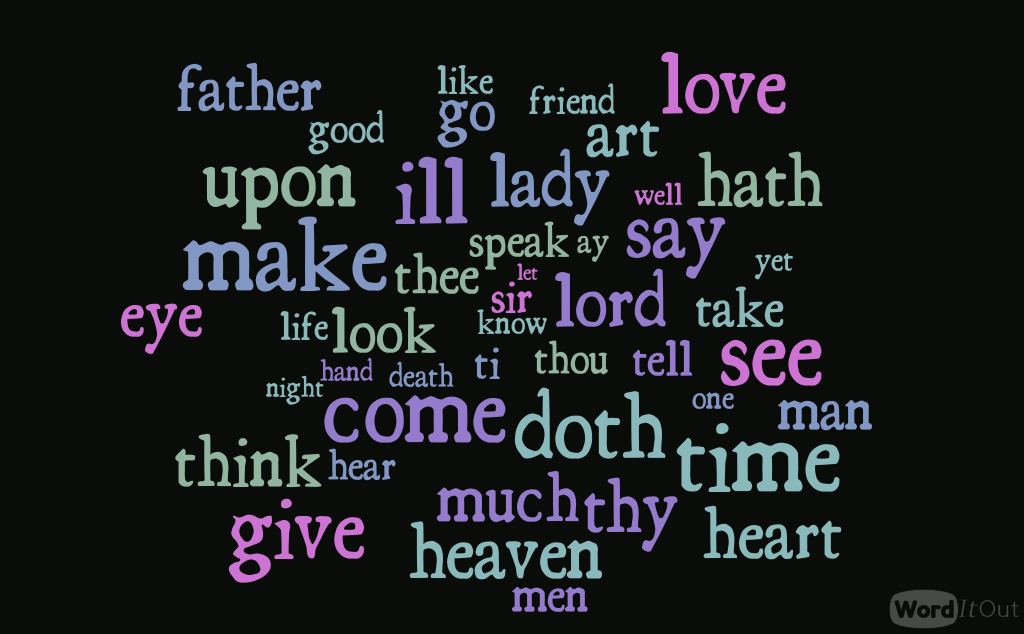 father
like
love
go
friend
good
art
upon
ill
lady
well
hath
make
speak
ay
say
thee
let
yet
sir
lord
take
eye
life
look
know
see
hand
death
ti
thou
tell
night
come
doth
one
man
think
hear
time
give
much
thy
heart
heaven
men
WordItOut